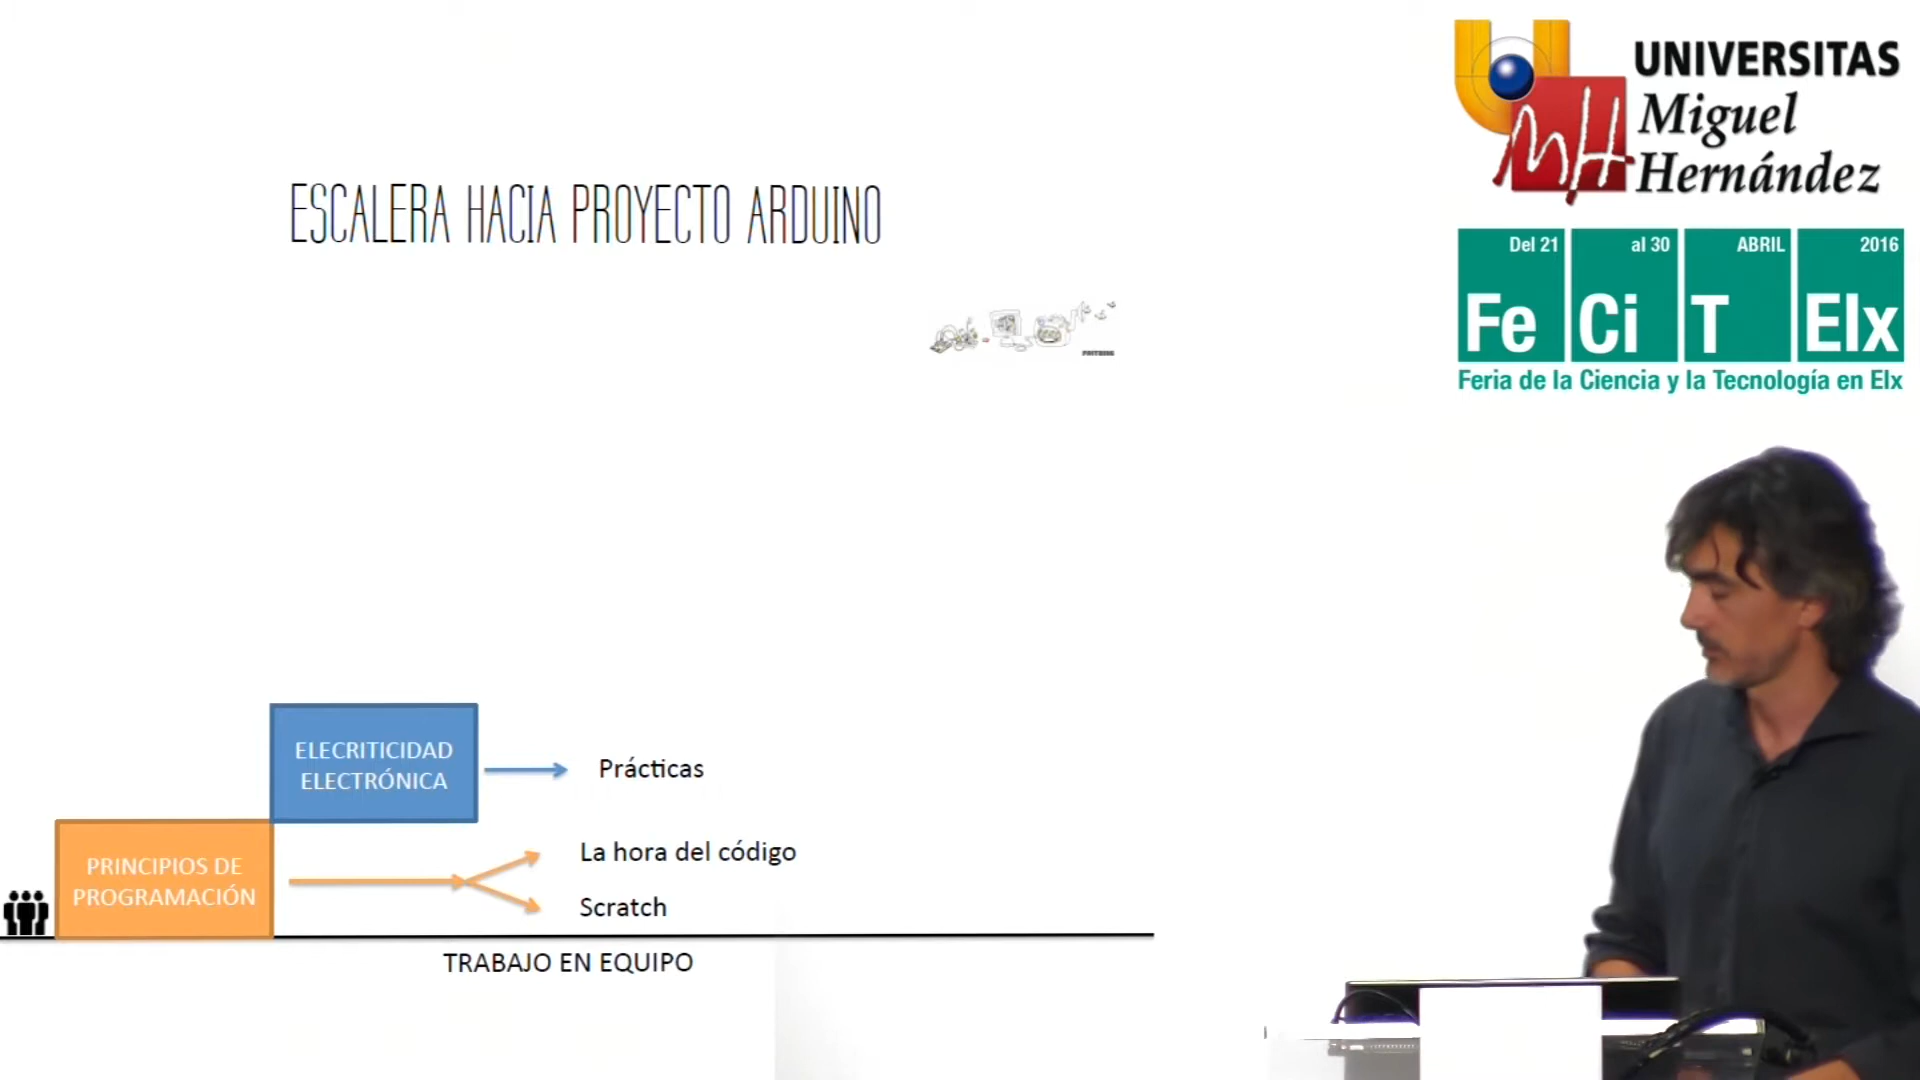 UNIVERSITAS
Miguel
Hernández
ESCALERA HACIA PROYECTO ARDUINO
Del 21 al 30 ABRIL 2016
Fe Ci T Elx
Feria de la Ciencia y la Tecnología en Elx
FRITZING
ELECRITICIDAD
ELECTRÓNICA
Prácticas
PRINCIPIOS DE
PROGRAMACIÓN
La hora del código
Scratch
TRABAJO EN EQUIPO